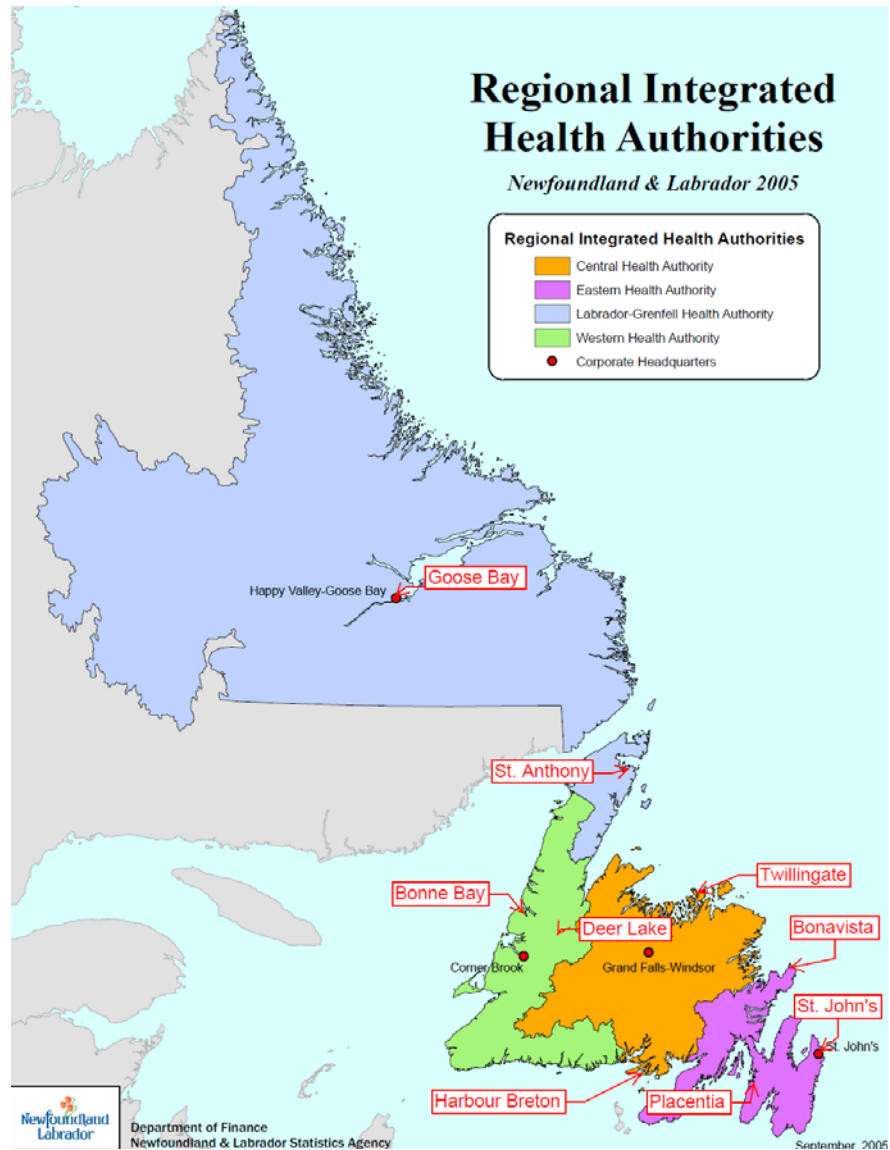 Regional Integrated
Health Authorities
Newfoundland & Labrador 2005
Regional Integrated Health Authorities
Central Health Authority
Eastern Health Authority
Labrador-Grenfell Health Authority
Western Health Authority
Corporate Headquarters
Goose Bay
Happy Valley-Goose Bay
St. Anthony
Twillingate
Bonne Bay
Deer Lake
Bonavista
Corner Brook
Grand Falls-Windsor
St. John's
St. John's
Harbour Breton
Placentia
Newfoundland
Labrador
Department of Finance
Newfoundland & Labrador Statistics Agency
September, 2005